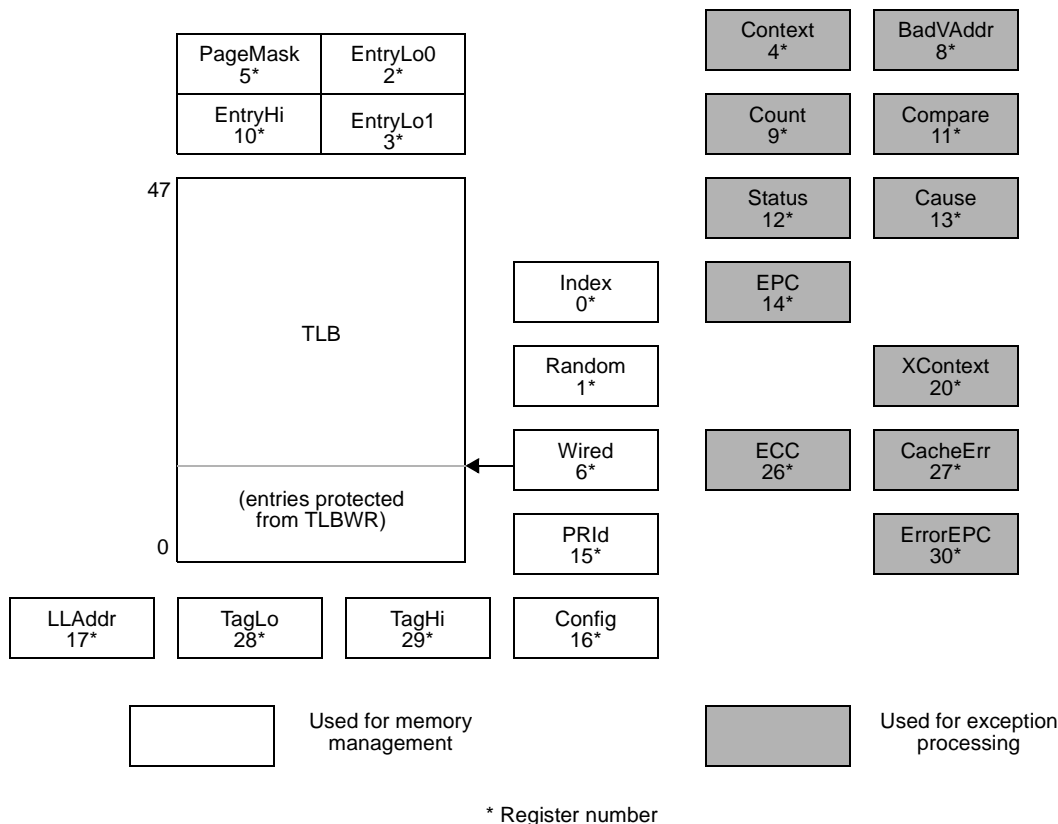 PageMask
5*
EntryLo0
2*
EntryHi
10*
EntryLo1
3*
Context
4*
BadVAddr
8*
Count
9*
Compare
11*
47
Status
12*
Cause
13*
TLB
Index
0*
EPC
14*
Random
1*
XContext
20*
Wired
6*
ECC
26*
CacheErr
27*
(entries protected
from TLBWR)
0
PRId
15*
ErrorEPC
30*
LLAddr
17*
TagLo
28*
TagHi
29*
Config
16*
Used for memory
management
Used for exception
processing
* Register number